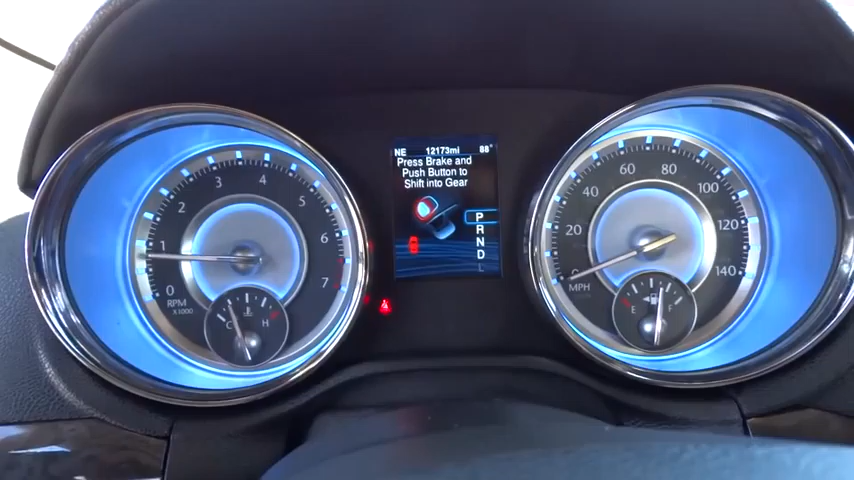 NE 12173mi 88°
Press Brake and
Push Button to
Shift into Gear
P
R
N
D
L
0 1 2 3 4 5 6 7
RPM
X1000
C H
0 20 40 60 80 100 120 140
MPH
E F